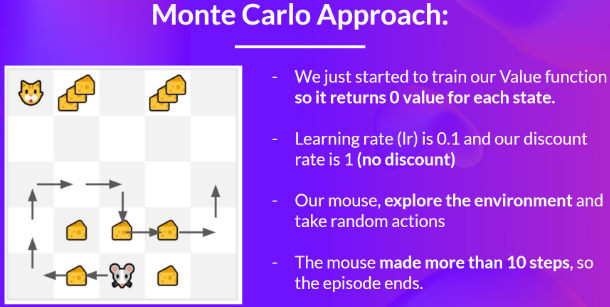 Monte Carlo Approach:
- We just started to train our Value function
so it returns 0 value for each state.
- Learning rate (lr) is 0.1 and our discount
rate is 1 (no discount)
- Our mouse, explore the environment and
take random actions
- The mouse made more than 10 steps, so
the episode ends.